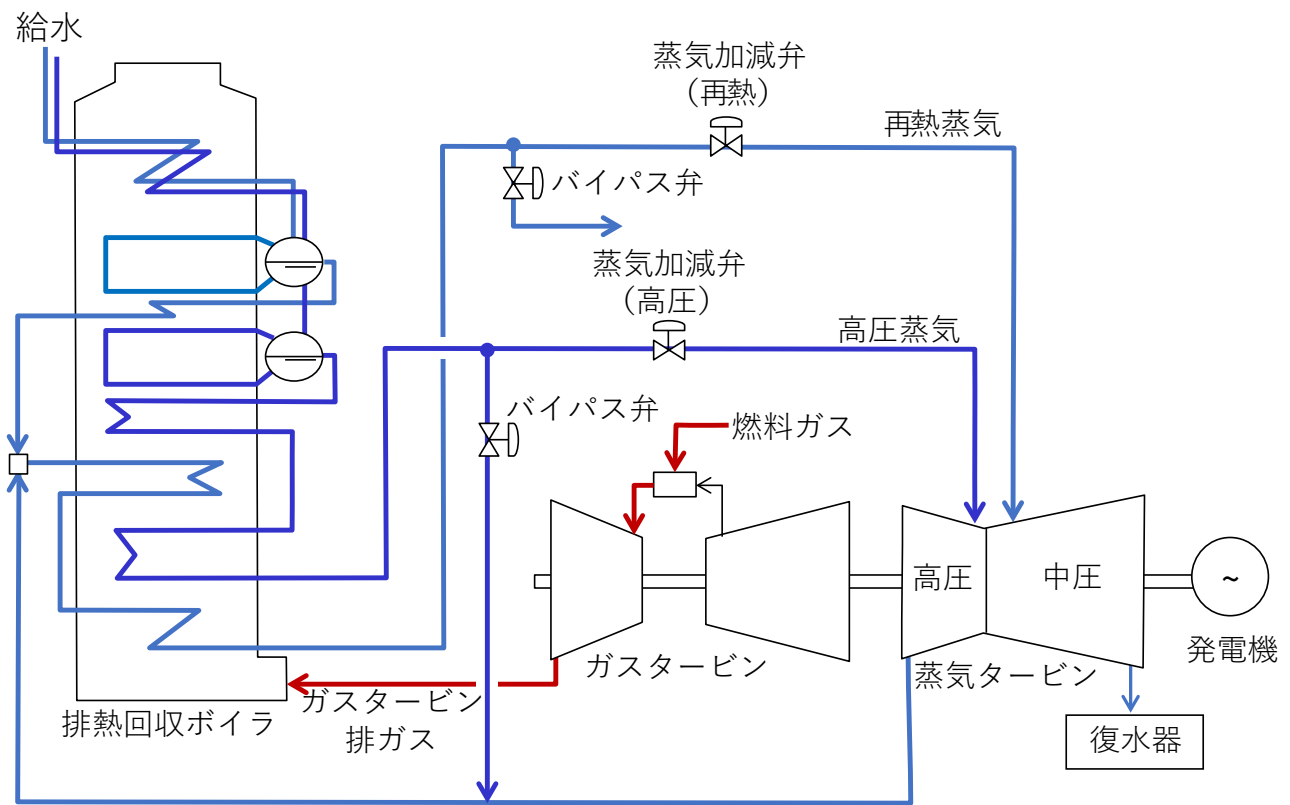 給水
蒸気加減弁
（再熱）
再熱蒸気
バイパス弁
蒸気加減弁
（高圧）
高圧蒸気
バイパス弁
燃料ガス
高圧
中圧
~
発電機
ガスタービン
蒸気タービン
ガスタービン
排ガス
排熱回収ボイラ
復水器